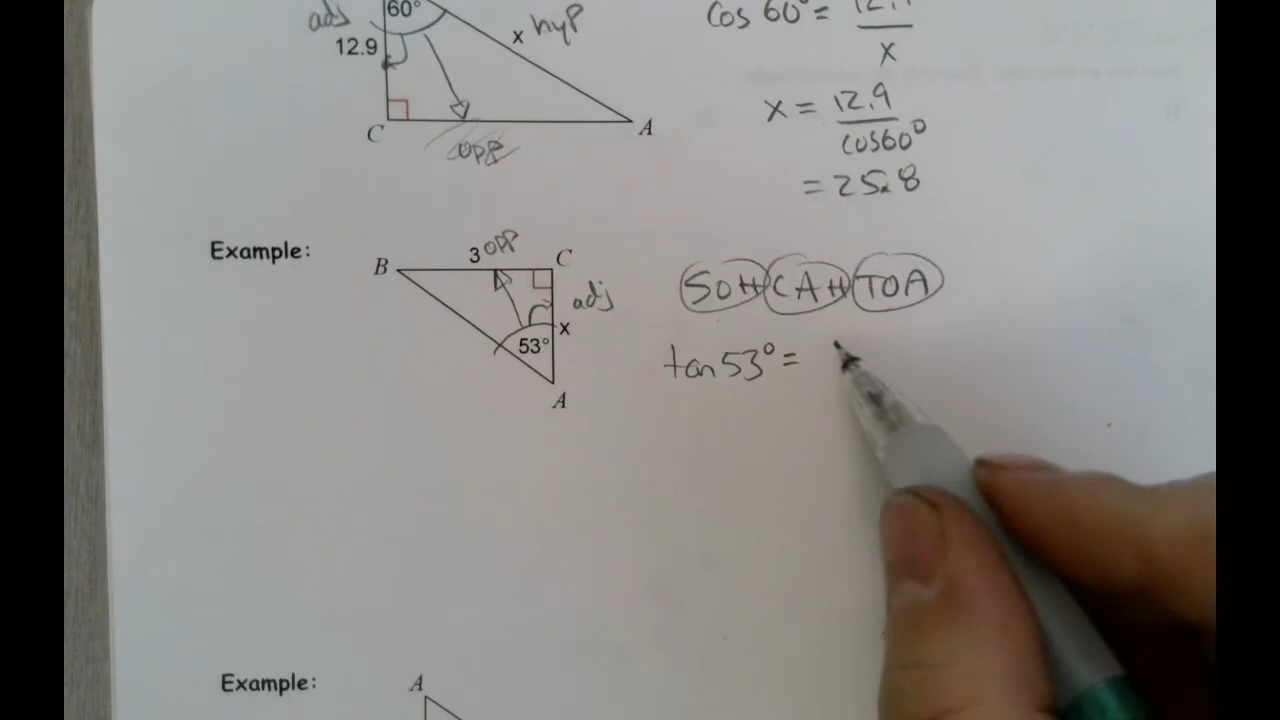 adj
60°
12.9
x hyp
C
A
opp
cos 60° =
x
x = 12.9
cos60°
= 25.8
Example:
B
3 opp
C
adj
x
53°
A
SOH CAH TOA
tan 53° =
Example:
A